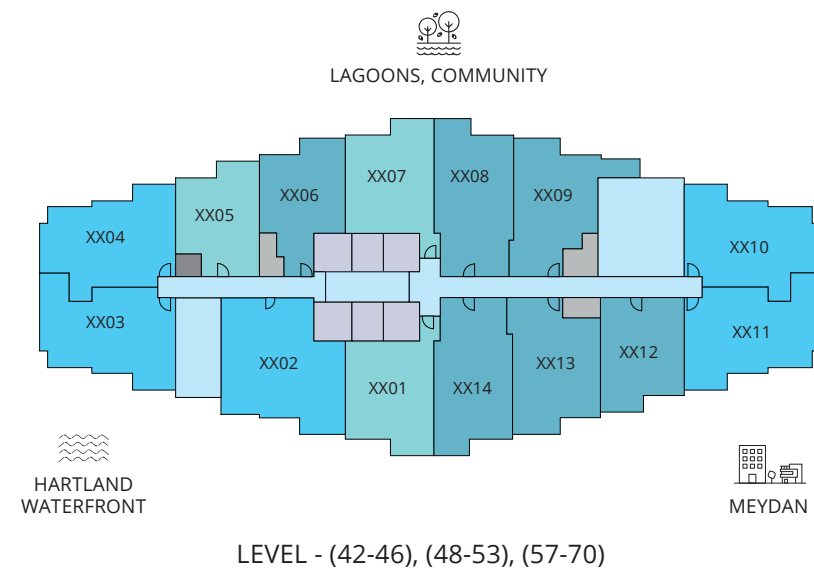 LAGOONS, COMMUNITY
XX07
XX08
XX06
XX09
XX05
XX04
XX10
XX03
XX11
XX02
XX12
XX01
XX14
XX13
HARTLAND
WATERFRONT
MEYDAN
LEVEL - (42-46), (48-53), (57-70)